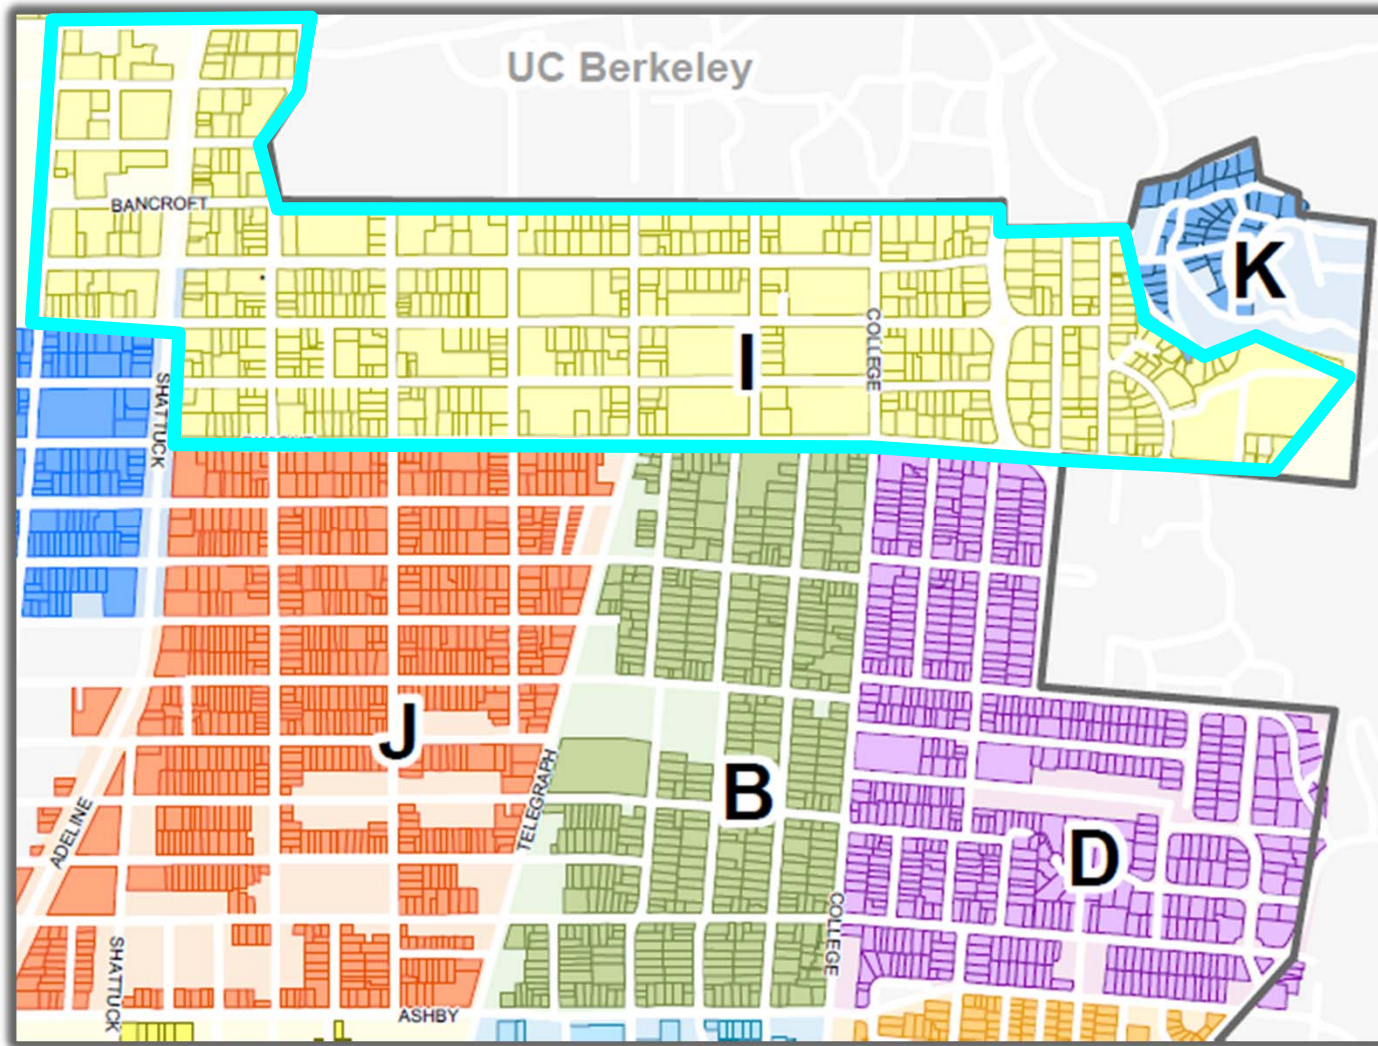 UC Berkeley
K
BANCROFT
I
COLLEGE
SHATTUCK
J
B
TELEGRAPH
ADELINE
D
COLLEGE
SHATTUCK
ASHBY